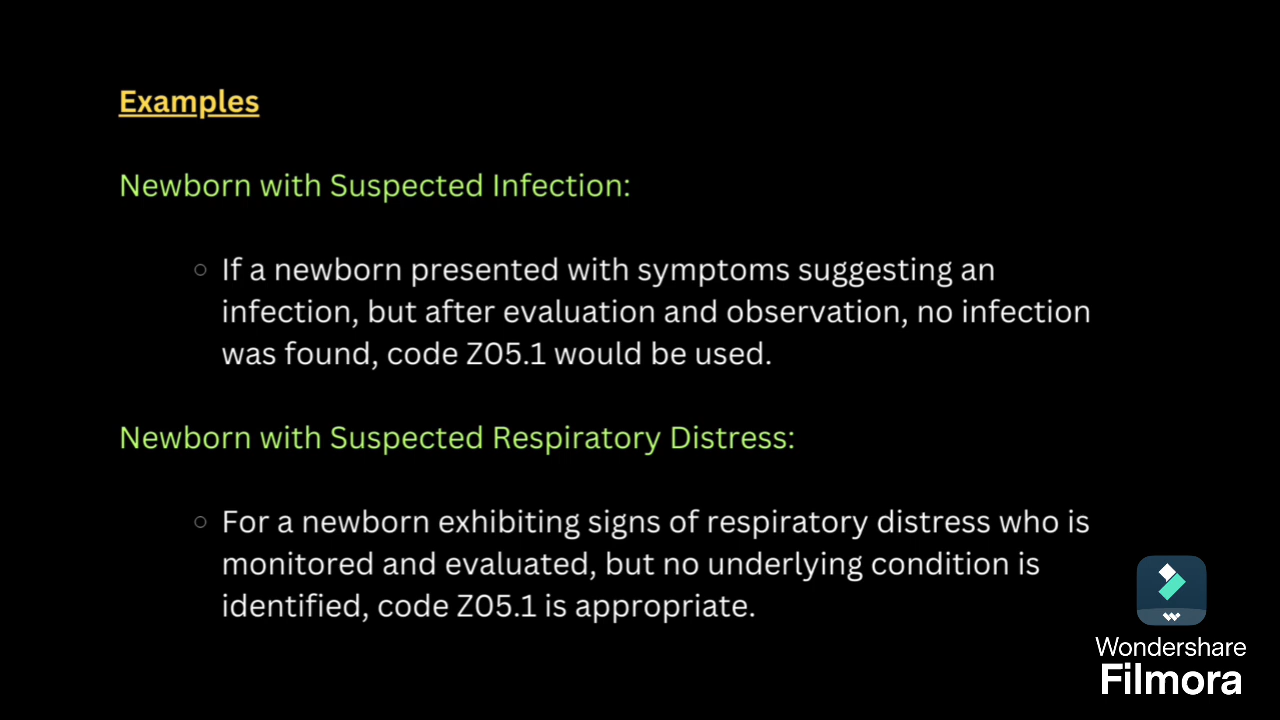 Examples
Newborn with Suspected Infection:
If a newborn presented with symptoms suggesting an
infection, but after evaluation and observation, no infection
was found, code Z05.1 would be used.
Newborn with Suspected Respiratory Distress:
For a newborn exhibiting signs of respiratory distress who is
monitored and evaluated, but no underlying condition is
identified, code Z05.1 is appropriate.
Wondershare
Filmora